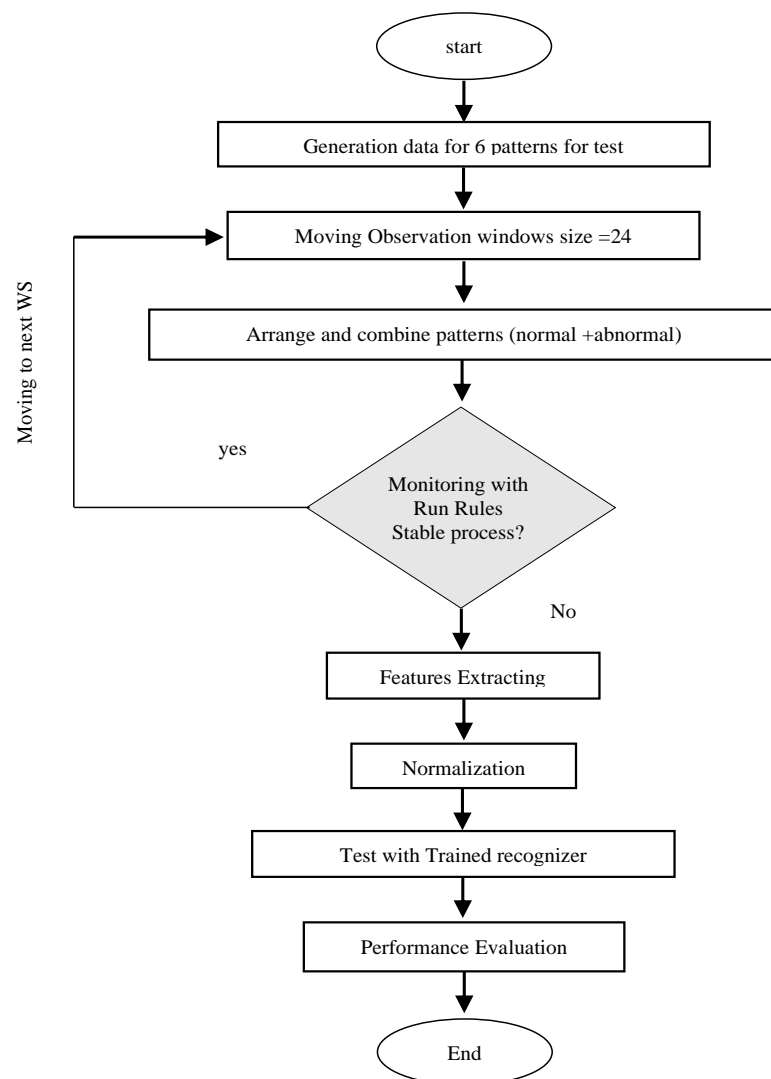 start
Generation data for 6 patterns for test
Moving Observation windows size =24
Arrange and combine patterns (normal +abnormal)
Moving to next WS
yes
Monitoring with
Run Rules
Stable process?
No
Features Extracting
Normalization
Test with Trained recognizer
Performance Evaluation
End